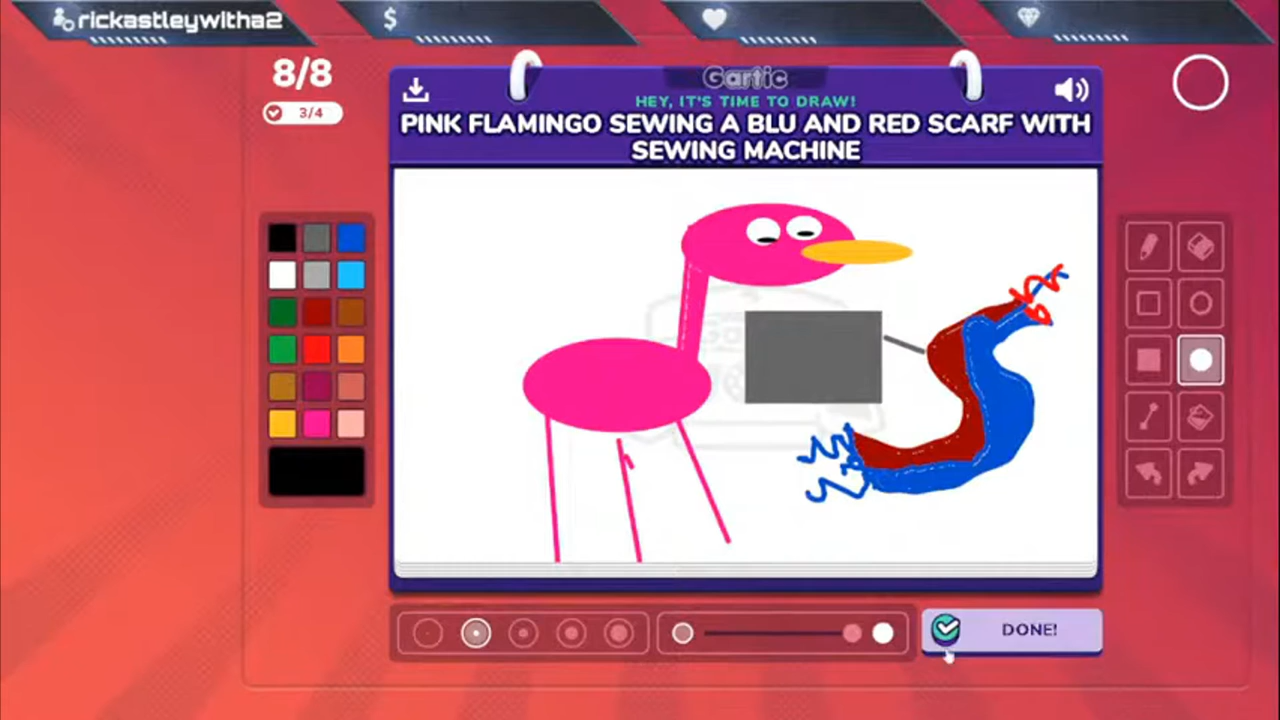 rickastleywitha2
$
8/8
3/4
Gartic
HEY, IT'S TIME TO DRAW!
PINK FLAMINGO SEWING A BLU AND RED SCARF WITH
SEWING MACHINE
DONE!